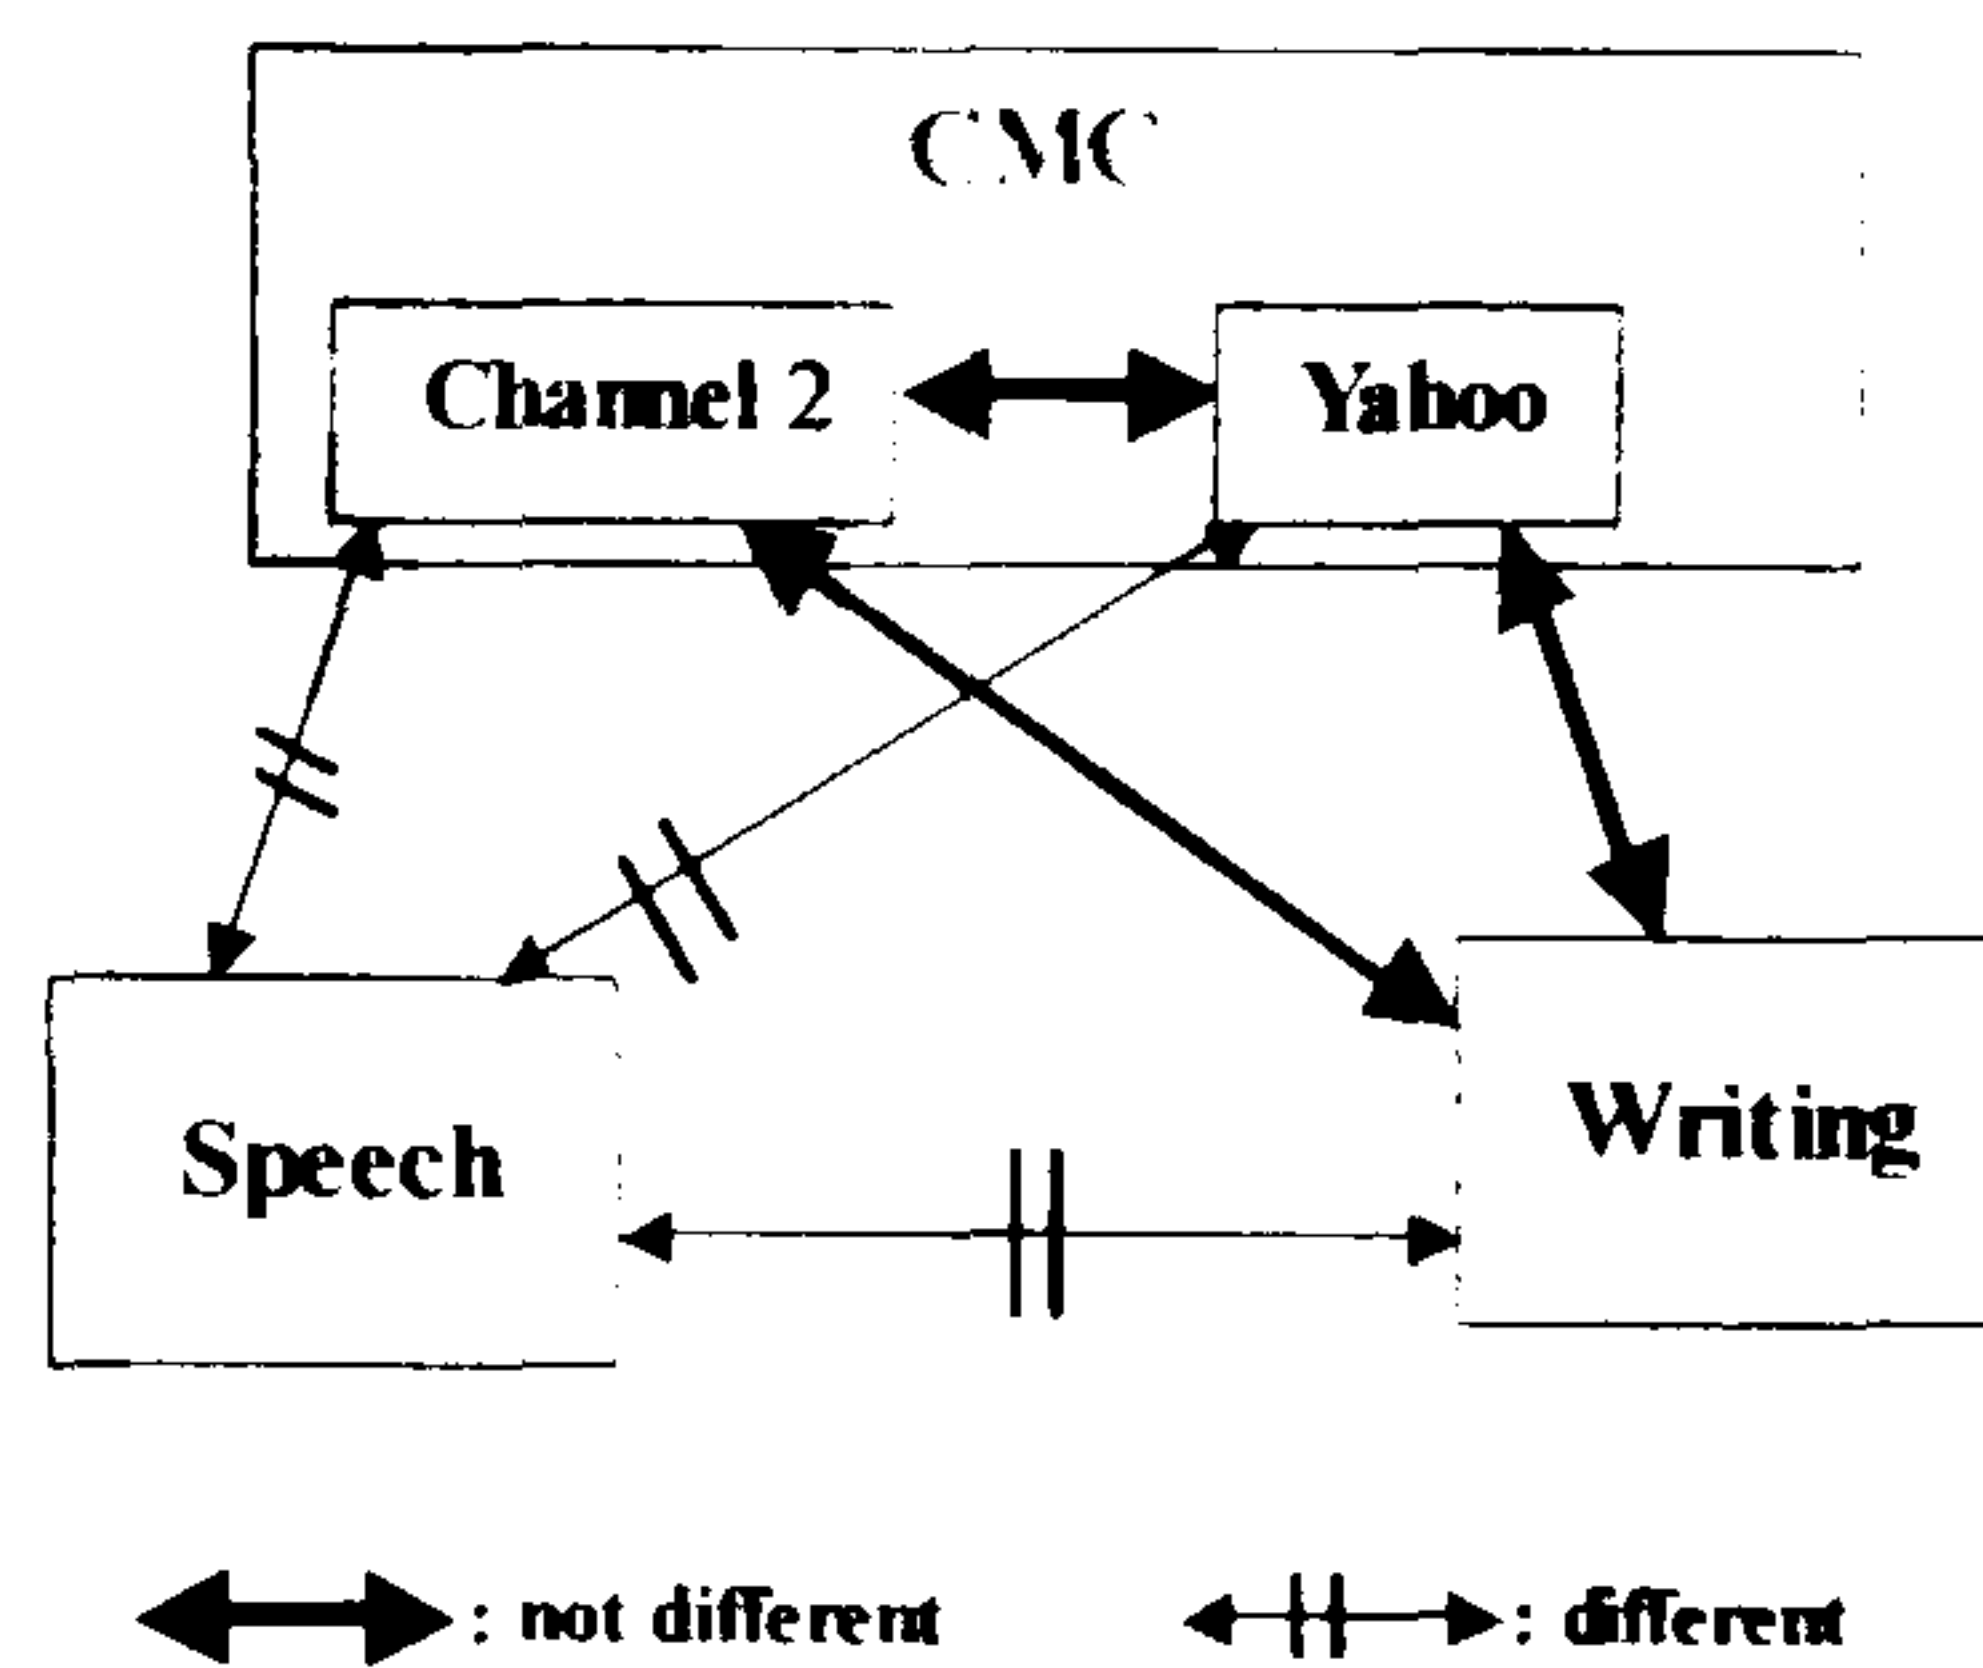 CMC
Channel 2
Yahoo
Speech
Writing
: not different
: different